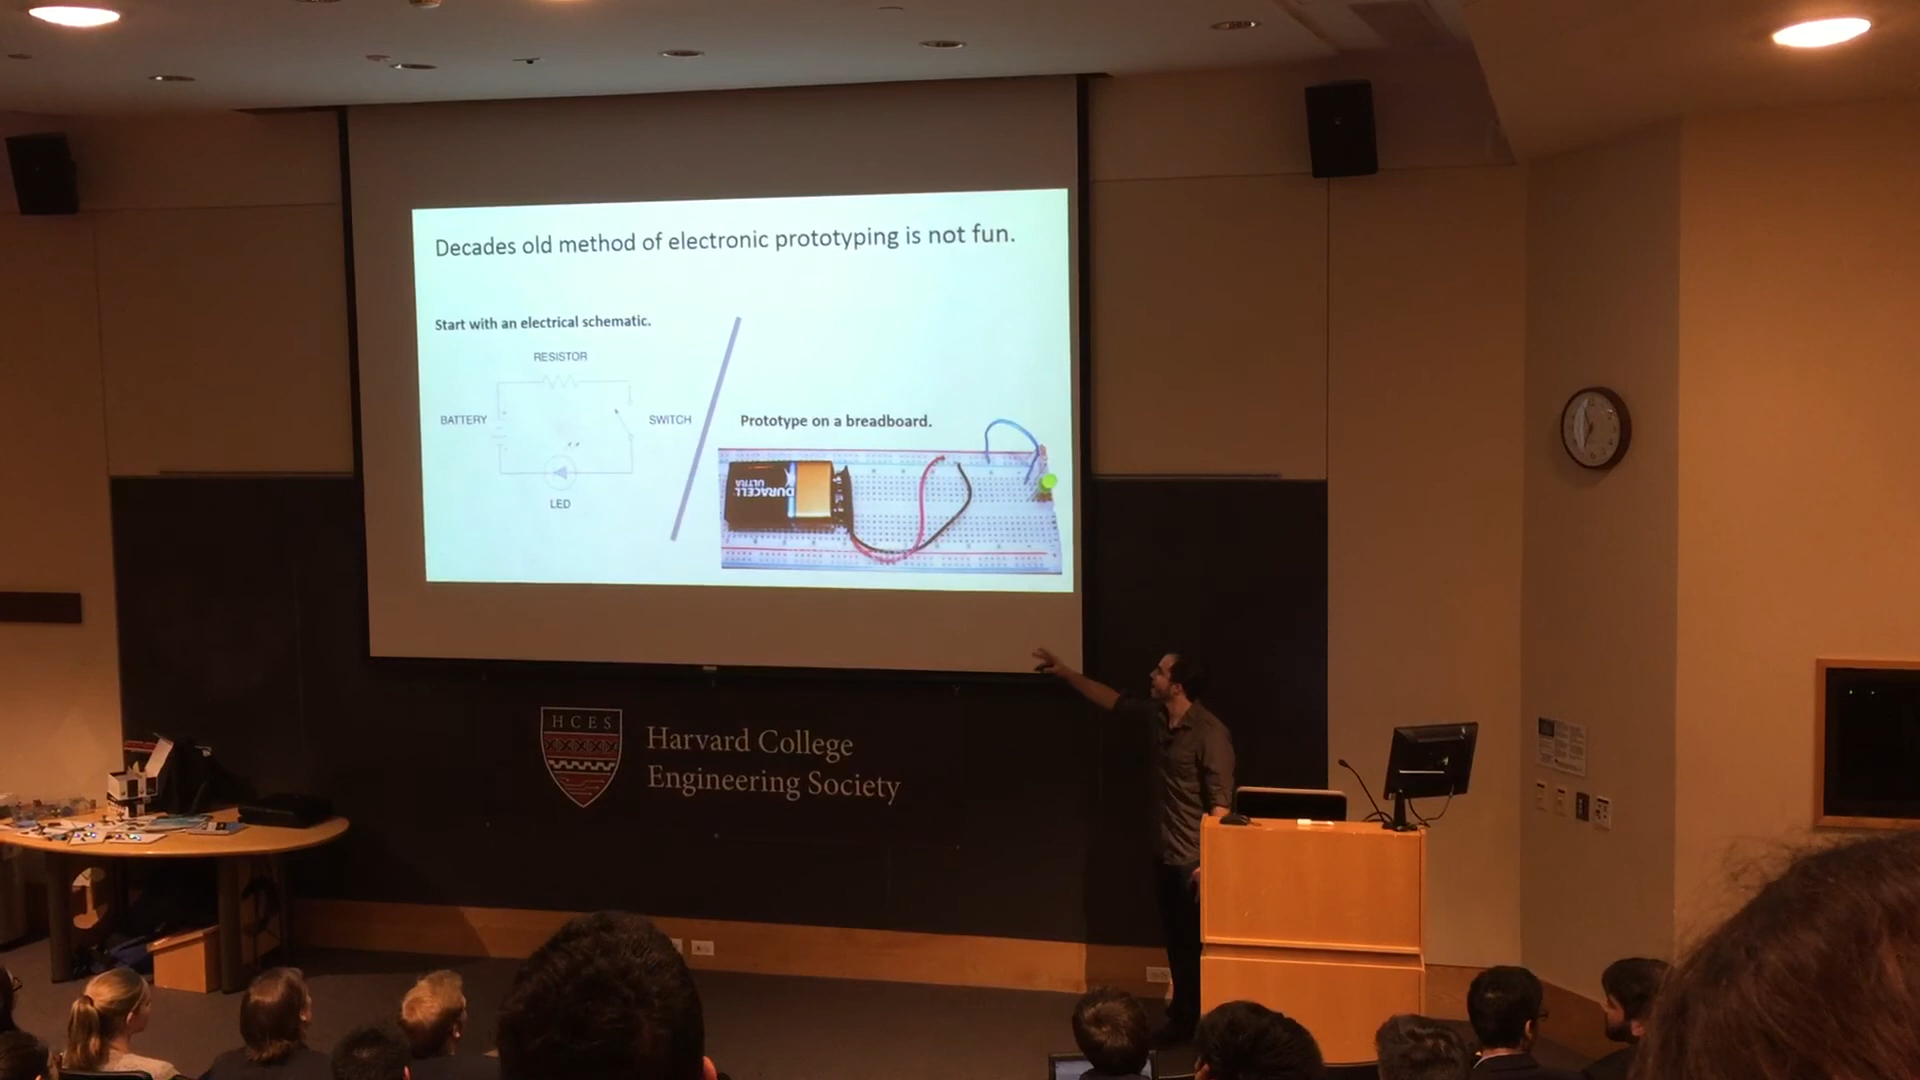 Decades old method of electronic prototyping is not fun.
Start with an electrical schematic.
RESISTOR
BATTERY
SWITCH
LED
Prototype on a breadboard.
DURACELL
ULTRA
HCES
Harvard College
Engineering Society